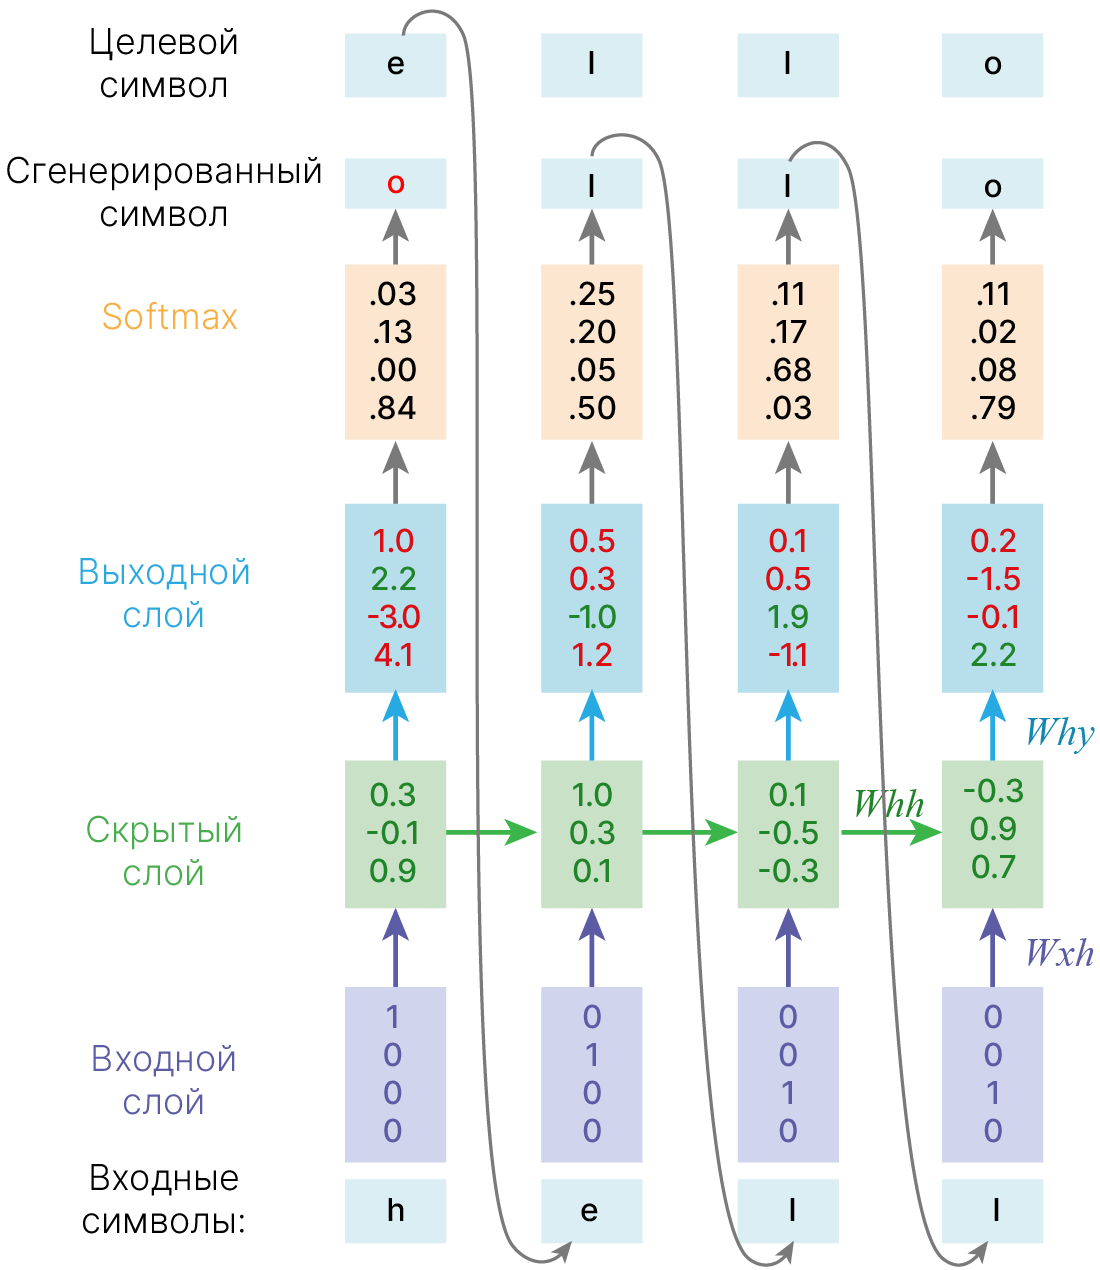 Целевой
символ
e l l o
Сгенерированный
символ
o l l o
Softmax
.03 .25 .11 .11
.13 .20 .17 .02
.00 .05 .68 .08
.84 .50 .03 .79
Выходной
слой
1.0 0.5 0.1 0.2
2.2 0.3 0.5 -1.5
-3.0 -1.0 1.9 -0.1
4.1 1.2 -1.1 2.2
Why
Скрытый
слой
0.3 1.0 0.1 -0.3
-0.1 0.3 -0.5 0.9
0.9 0.1 -0.3 0.7
Whh
Wxh
Входной
слой
1 0 0 0
0 1 0 0
0 0 1 1
0 0 0 0
Входные
символы:
h e l l